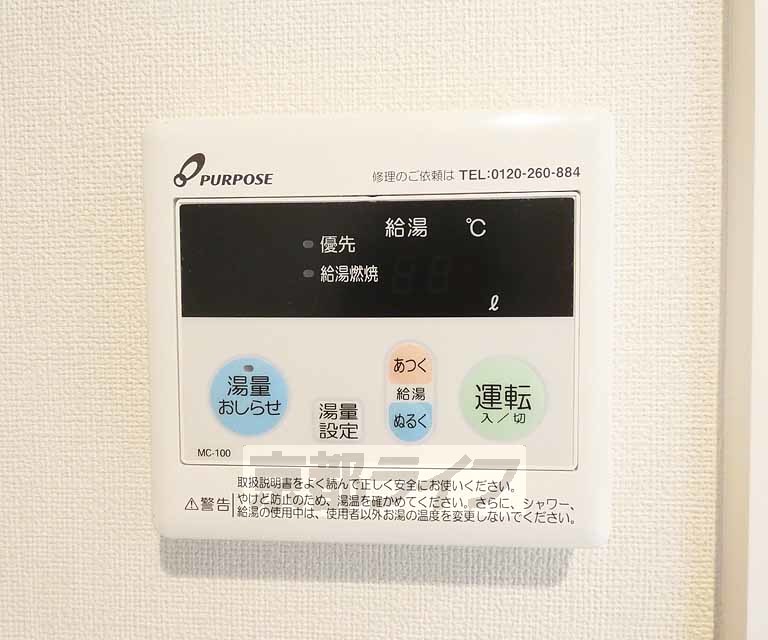 PURPOSE
修理のご依頼は TEL:0120-260-884
給湯 ℃
優先
給湯燃焼
ℓ
湯量
おしらせ
湯量
設定
あつく
給湯
ぬるく
運転
入/切
MC-100
京都ライフ
取扱説明書をよく読んで正しく安全にお使いください。
⚠警告 やけど防止のため、湯温を確かめてください。さらに、シャワー、
給湯の使用中は、使用者以外お湯の温度を変更しないでください。